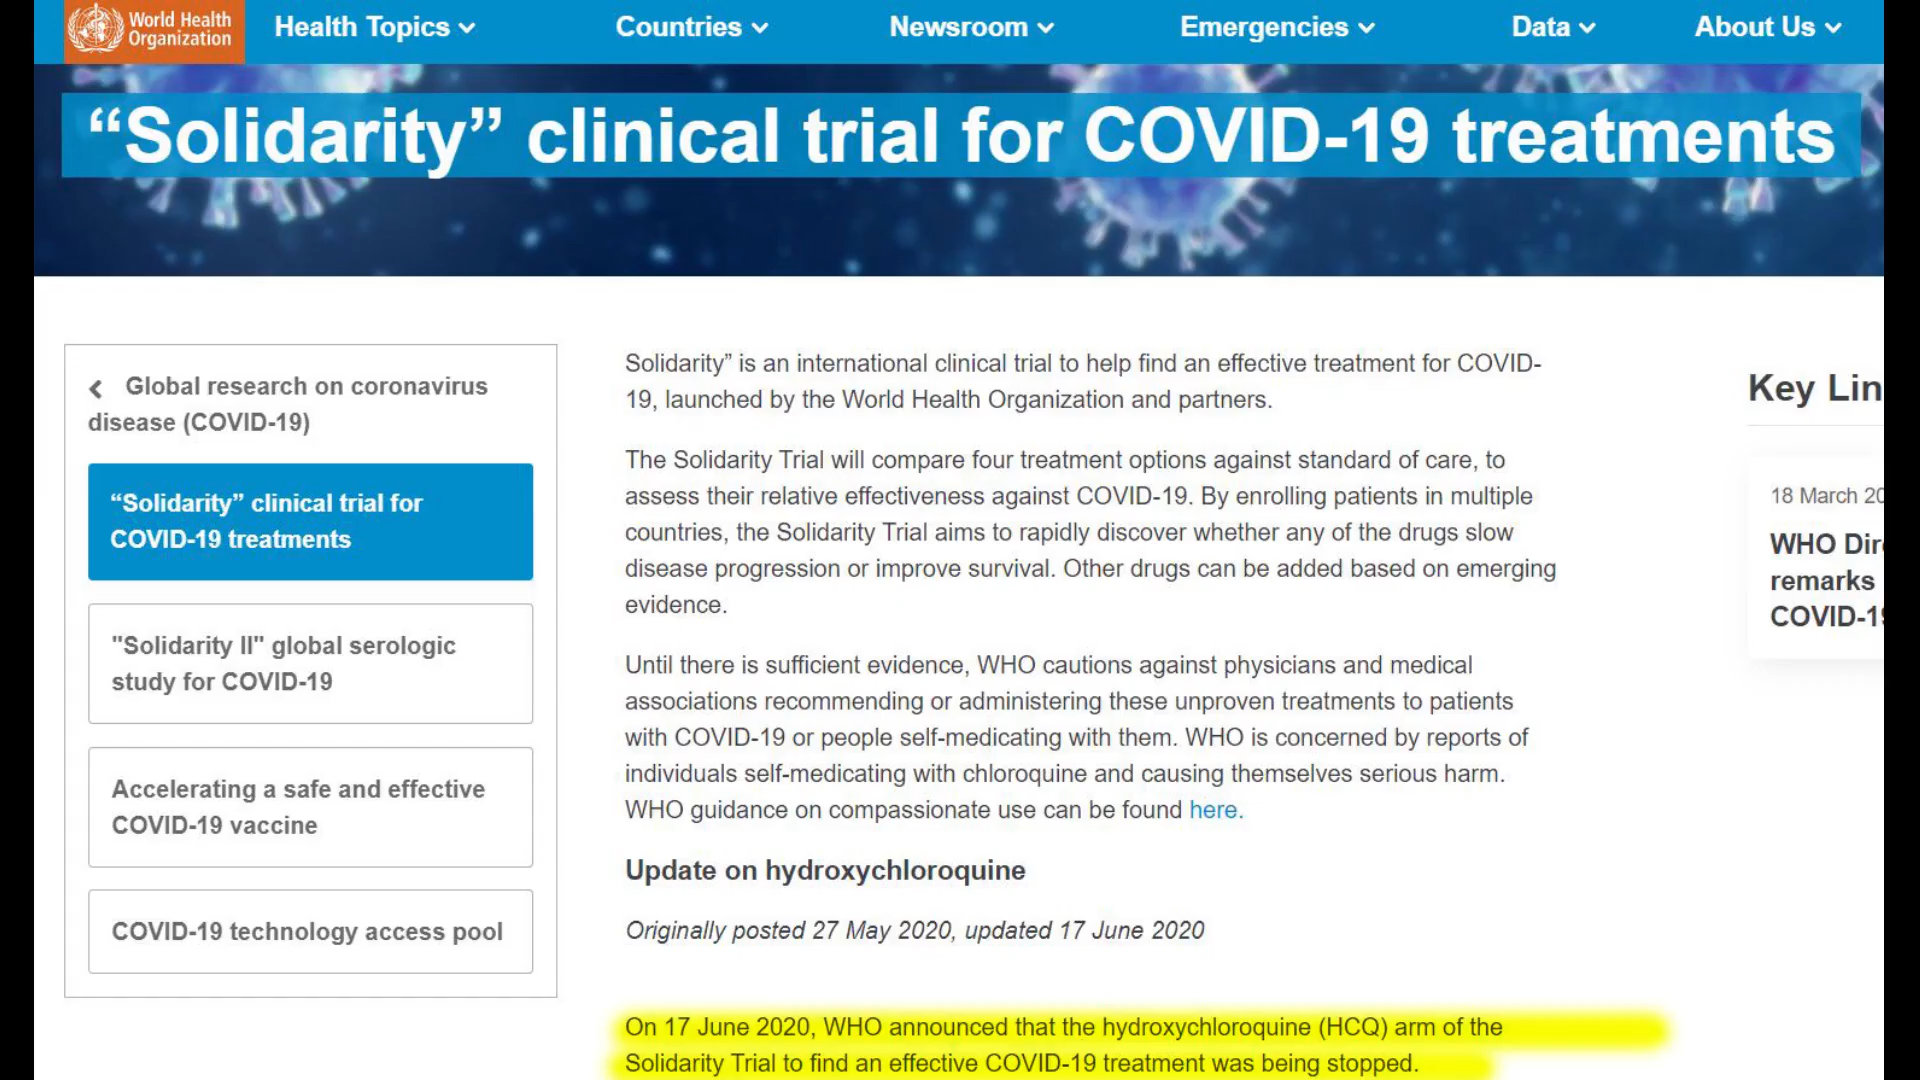 World Health
Organization
Health Topics
Countries
Newsroom
Emergencies
Data
About Us
“Solidarity” clinical trial for COVID-19 treatments
Global research on coronavirus
disease (COVID-19)
“Solidarity” clinical trial for
COVID-19 treatments
"Solidarity II" global serologic
study for COVID-19
Accelerating a safe and effective
COVID-19 vaccine
COVID-19 technology access pool
Solidarity” is an international clinical trial to help find an effective treatment for COVID-
19, launched by the World Health Organization and partners.
The Solidarity Trial will compare four treatment options against standard of care, to
assess their relative effectiveness against COVID-19. By enrolling patients in multiple
countries, the Solidarity Trial aims to rapidly discover whether any of the drugs slow
disease progression or improve survival. Other drugs can be added based on emerging
evidence.
Until there is sufficient evidence, WHO cautions against physicians and medical
associations recommending or administering these unproven treatments to patients
with COVID-19 or people self-medicating with them. WHO is concerned by reports of
individuals self-medicating with chloroquine and causing themselves serious harm.
WHO guidance on compassionate use can be found here.
Update on hydroxychloroquine
Originally posted 27 May 2020, updated 17 June 2020
On 17 June 2020, WHO announced that the hydroxychloroquine (HCQ) arm of the
Solidarity Trial to find an effective COVID-19 treatment was being stopped.
Key Lin
18 March 20
WHO Dir
remarks
COVID-19